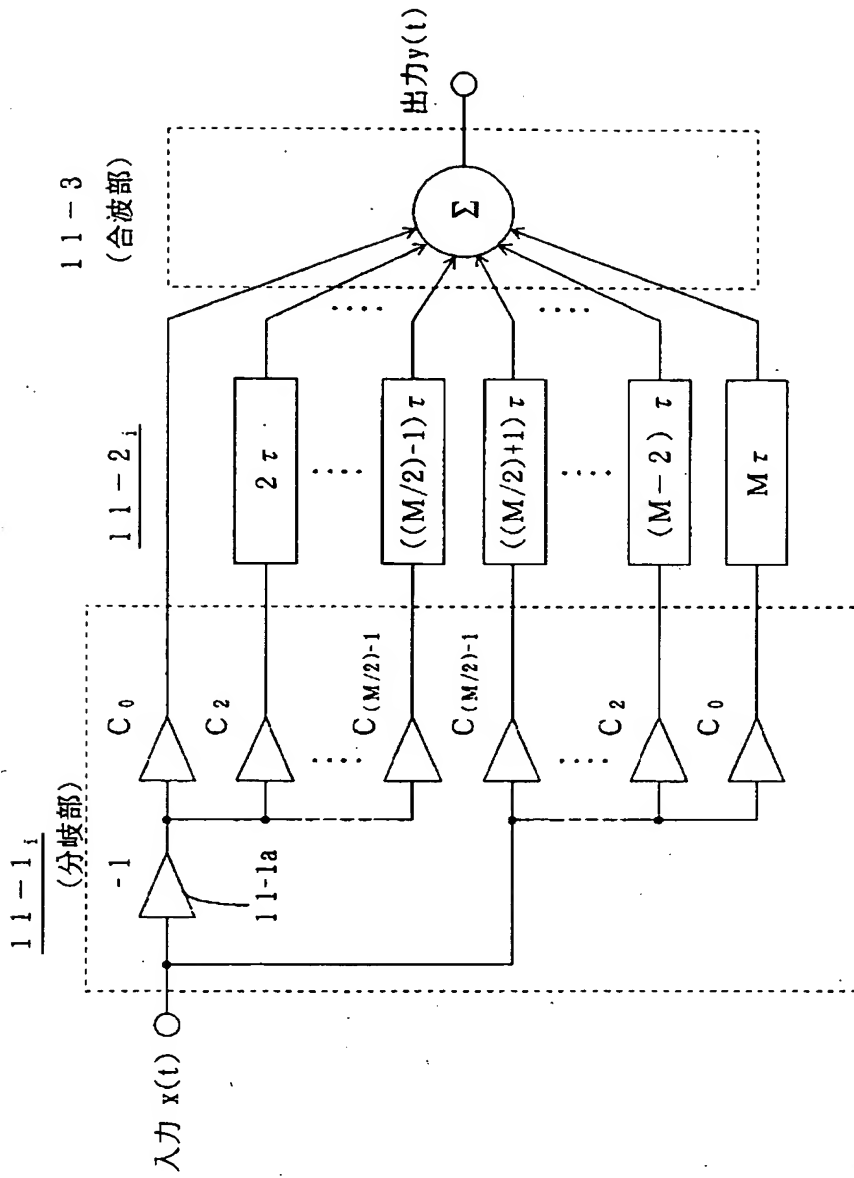 11-1i
(分岐部)
11-2i
11-3
(合波部)
入力 x(t)
-1
11-1a
C0
C2
....
C(M/2)-1
C(M/2)-1
....
C2
C0
2τ
....
((M/2)-1)τ
((M/2)+1)τ
....
(M-2)τ
Mτ
....
....
Σ
出力y(t)